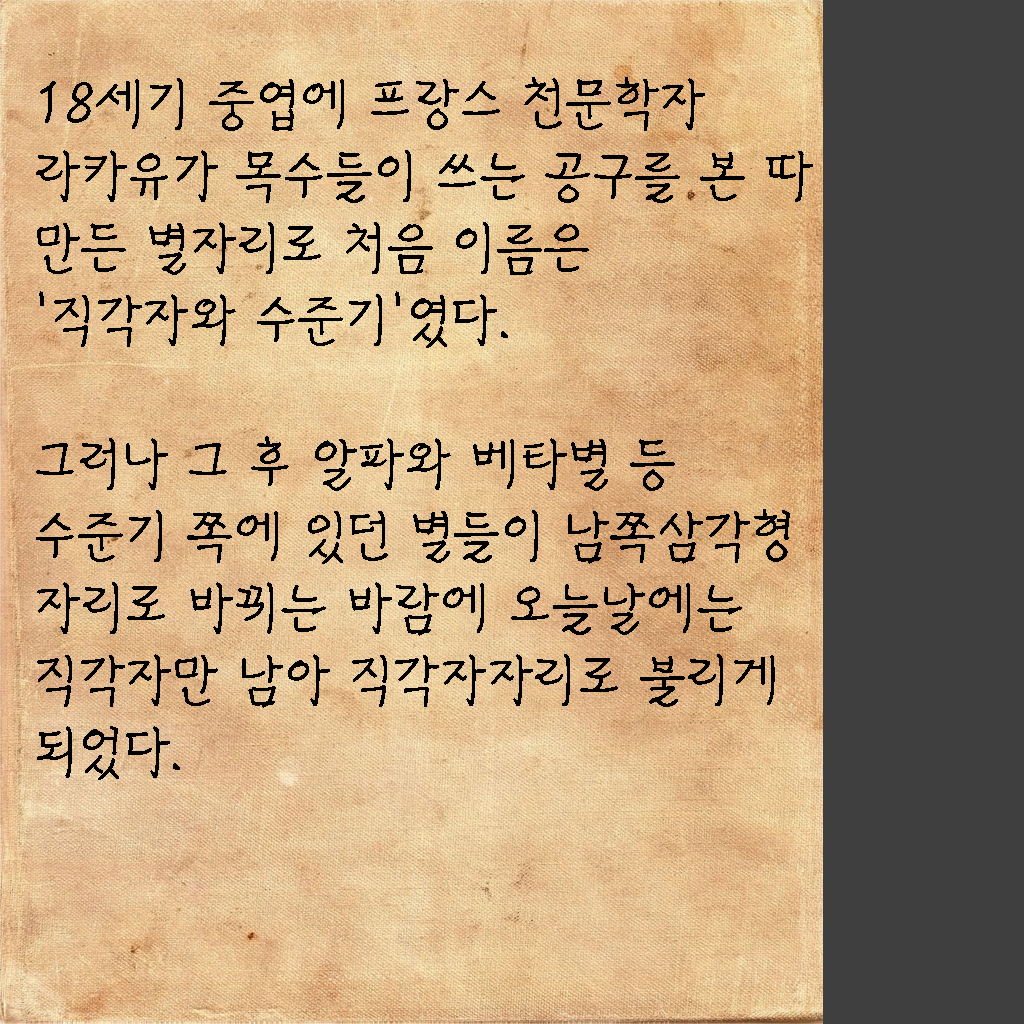 18세기 중엽에 프랑스 천문학자
라카유가 목수들이 쓰는 공구를 본 따
만든 별자리로 처음 이름은
'직각자와 수준기'였다.
그러나 그 후 알파와 베타별 등
수준기 쪽에 있던 별들이 남쪽삼각형
자리로 바뀌는 바람에 오늘날에는
직각자만 남아 직각자자리로 불리게
되었다.